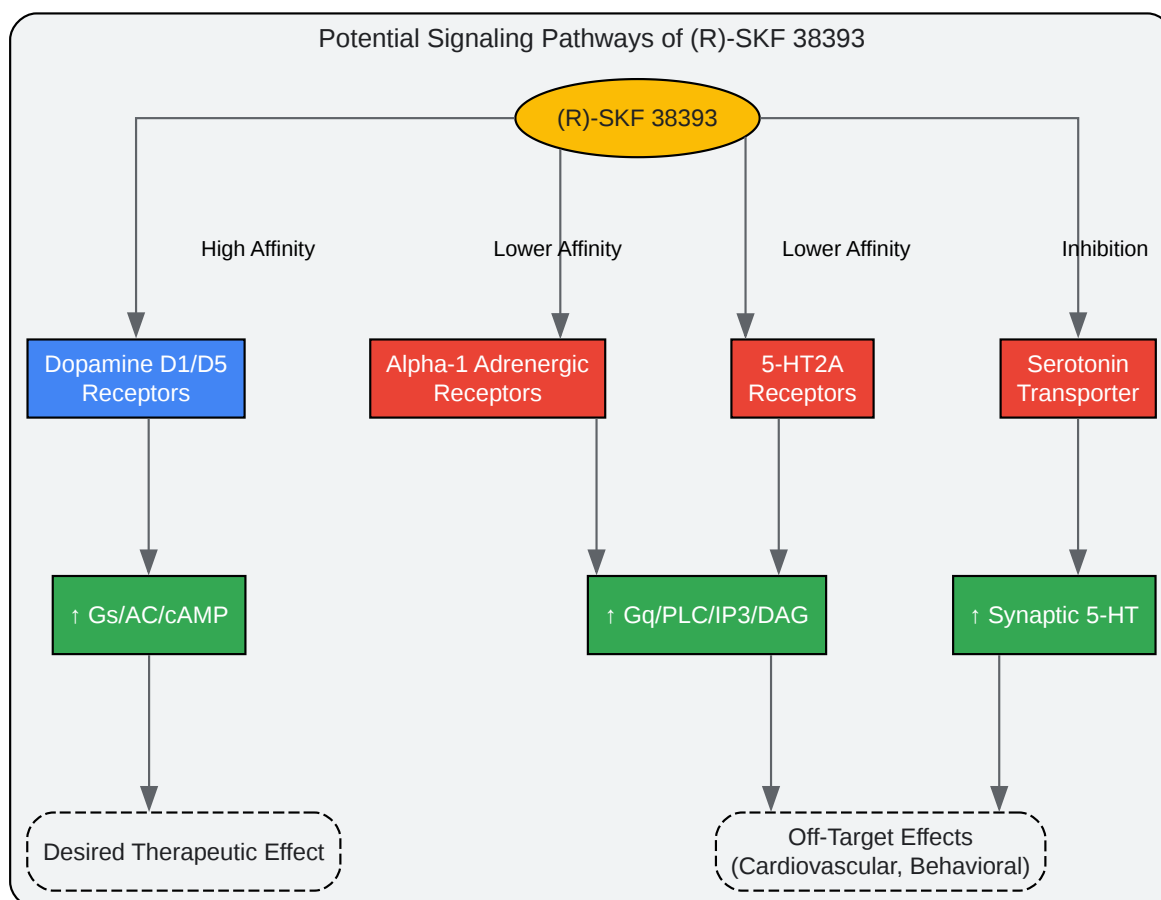 Potential Signaling Pathways of (R)-SKF 38393
(R)-SKF 38393
High Affinity
Lower Affinity
Lower Affinity
Inhibition
Dopamine D1/D5
Receptors
Alpha-1 Adrenergic
Receptors
5-HT2A
Receptors
Serotonin
Transporter
↑ Gs/AC/cAMP
↑ Gq/PLC/IP3/DAG
↑ Synaptic 5-HT
Desired Therapeutic Effect
Off-Target Effects
(Cardiovascular, Behavioral)